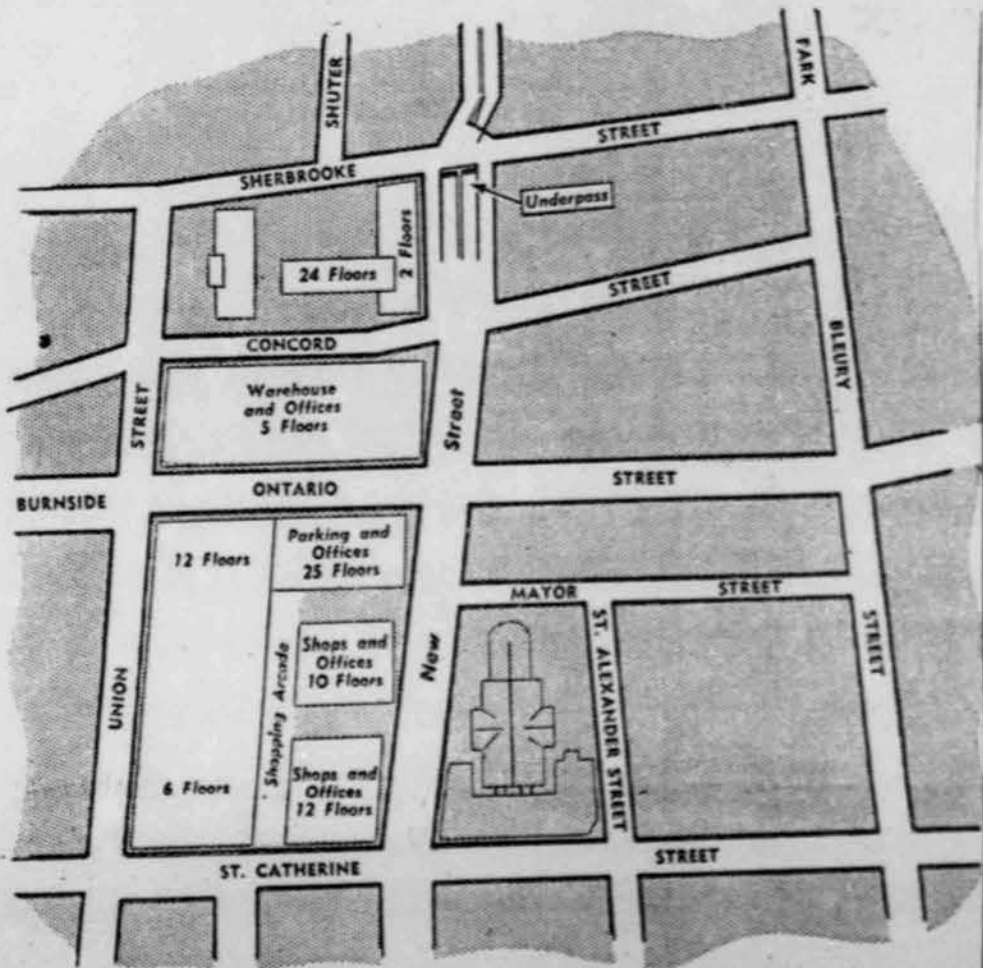 SHUTER
PARK
STREET
SHERBROOKE
Underpass
24 Floors
2 Floors
STREET
CONCORD
BLEURY
Warehouse
and Offices
5 Floors
STREET
Street
BURNSIDE
ONTARIO
STREET
12 Floors
Parking and
Offices
25 Floors
MAYOR
STREET
UNION
Shopping Arcade
Shops and
Offices
10 Floors
New
ST. ALEXANDER STREET
STREET
6 Floors
Shops and
Offices
12 Floors
ST. CATHERINE
STREET